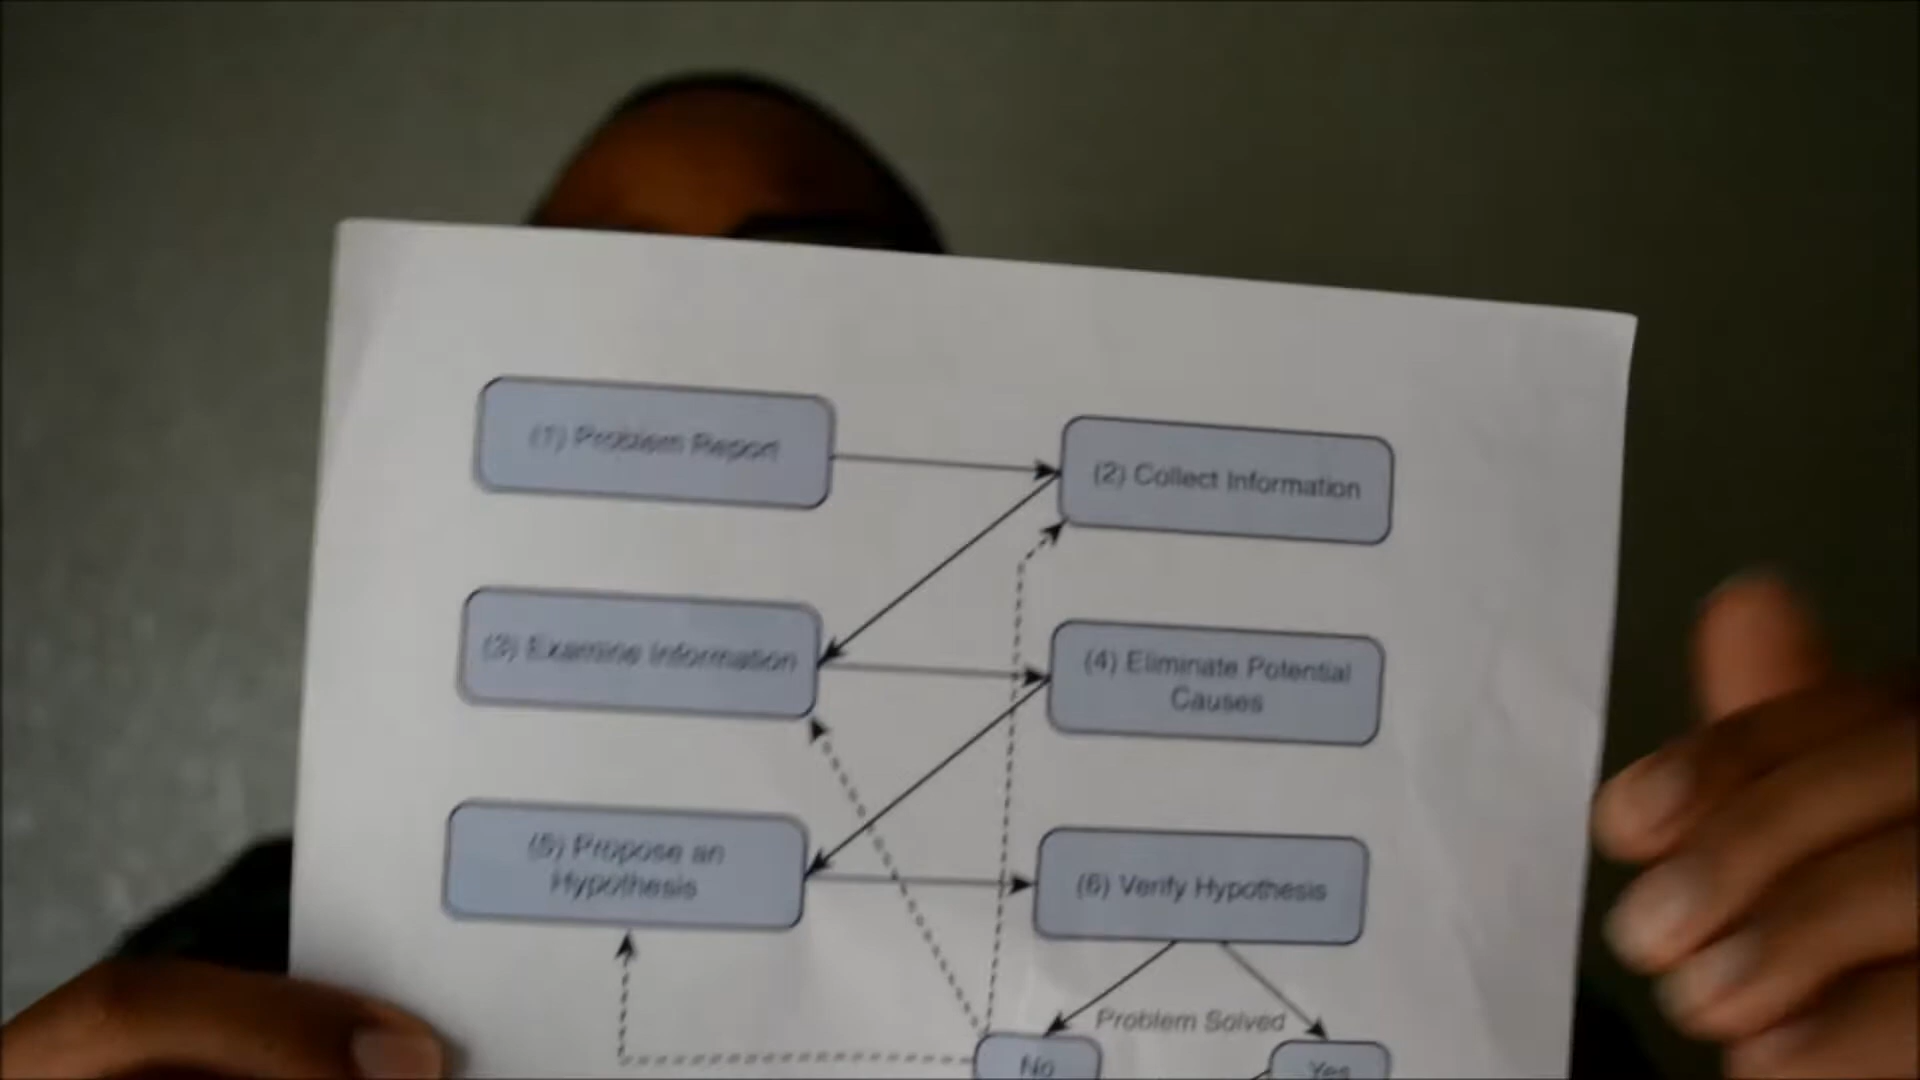 (1) Problem Report
(2) Collect Information
(3) Examine Information
(4) Eliminate Potential
Causes
(5) Propose an
Hypothesis
(6) Verify Hypothesis
Problem Solved
No
Yes